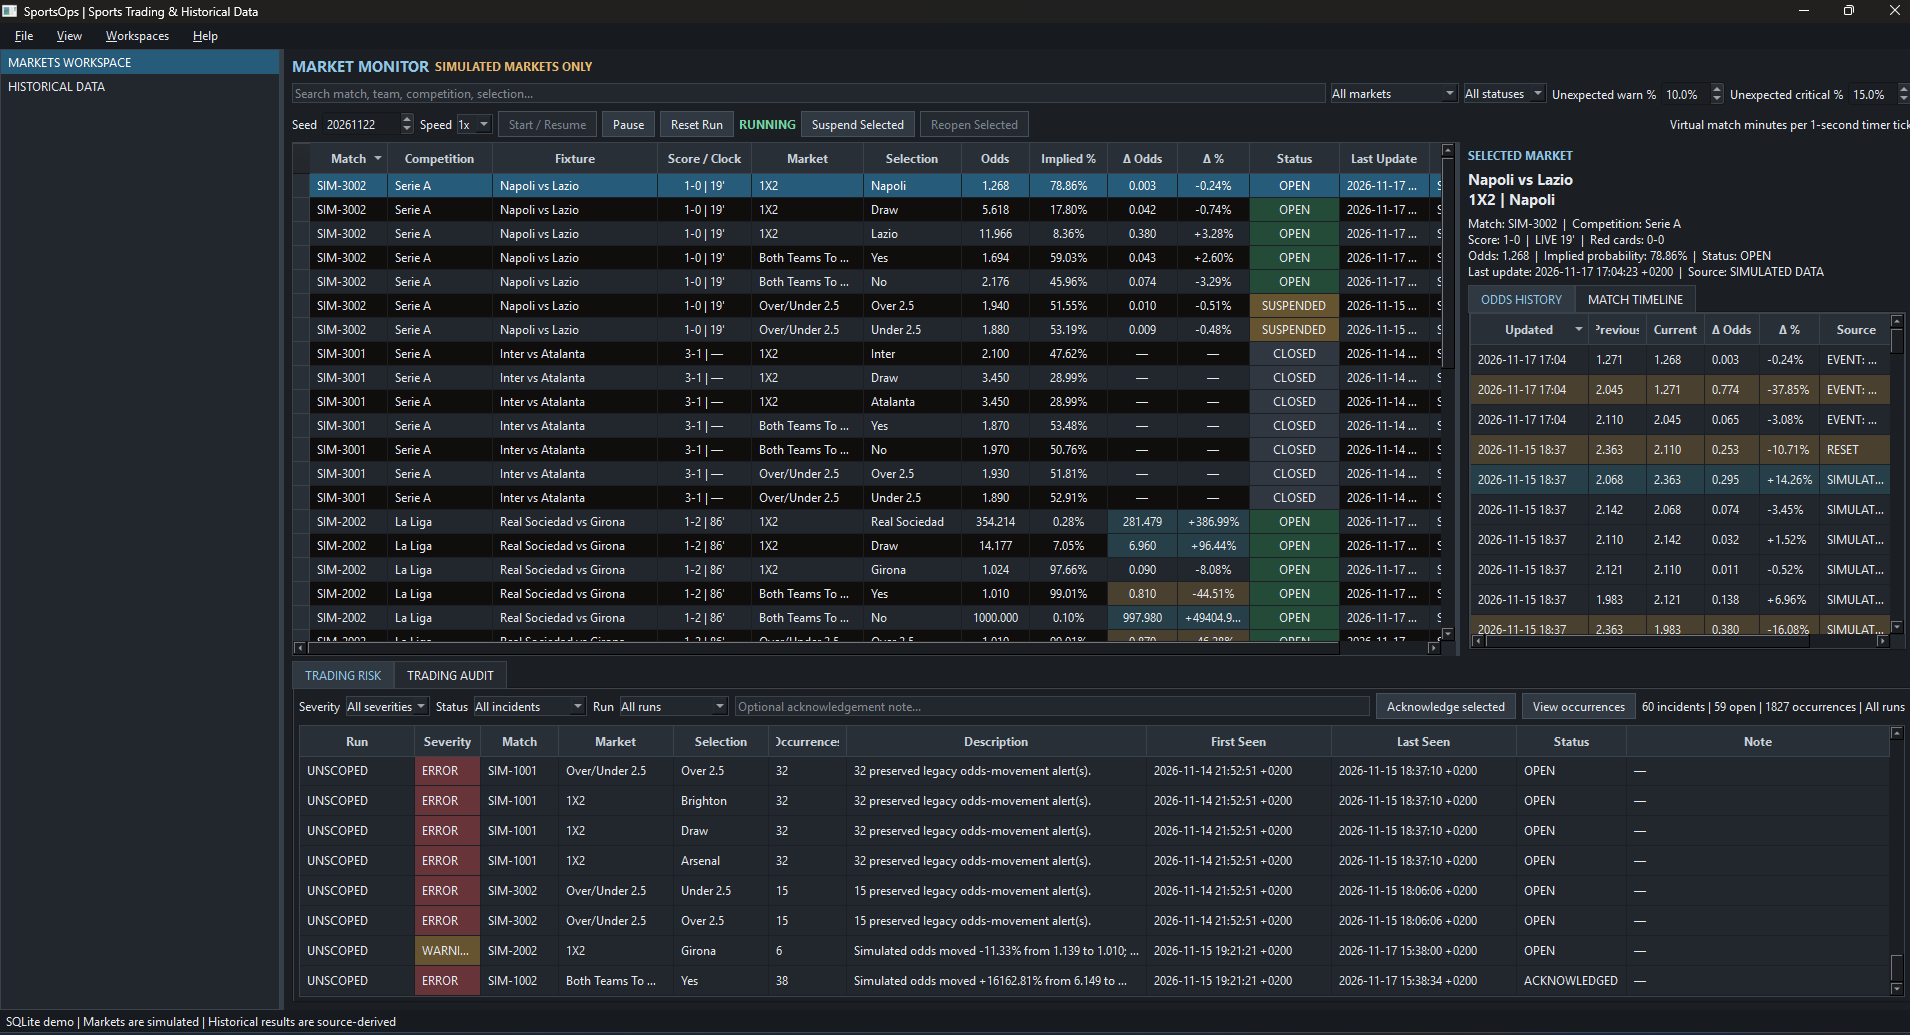 SportsOps | Sports Trading & Historical Data
File View Workspaces Help
MARKETS WORKSPACE
HISTORICAL DATA
MARKET MONITOR SIMULATED MARKETS ONLY
Search match, team, competition, selection... All markets All statuses Unexpected warn % 10.0% Unexpected critical % 15.0%
Seed 20261122 Speed 1x Start / Resume Pause Reset Run RUNNING Suspend Selected Reopen Selected Virtual match minutes per 1-second timer tick
Match Competition Fixture Score / Clock Market Selection Odds Implied % Δ Odds Δ % Status Last Update
SIM-3002 Serie A Napoli vs Lazio 1-0 | 19' 1X2 Napoli 1.268 78.86% 0.003 -0.24% OPEN 2026-11-17 ...
SIM-3002 Serie A Napoli vs Lazio 1-0 | 19' 1X2 Draw 5.618 17.80% 0.042 -0.74% OPEN 2026-11-17 ...
SIM-3002 Serie A Napoli vs Lazio 1-0 | 19' 1X2 Lazio 11.966 8.36% 0.380 +3.28% OPEN 2026-11-17 ...
SIM-3002 Serie A Napoli vs Lazio 1-0 | 19' Both Teams To ... Yes 1.694 59.03% 0.043 +2.60% OPEN 2026-11-17 ...
SIM-3002 Serie A Napoli vs Lazio 1-0 | 19' Both Teams To ... No 2.176 45.96% 0.074 -3.29% OPEN 2026-11-17 ...
SIM-3002 Serie A Napoli vs Lazio 1-0 | 19' Over/Under 2.5 Over 2.5 1.940 51.55% 0.010 -0.51% SUSPENDED 2026-11-15 ...
SIM-3002 Serie A Napoli vs Lazio 1-0 | 19' Over/Under 2.5 Under 2.5 1.880 53.19% 0.009 -0.48% SUSPENDED 2026-11-15 ...
SIM-3001 Serie A Inter vs Atalanta 3-1 | — 1X2 Inter 2.100 47.62% — — CLOSED 2026-11-14 ...
SIM-3001 Serie A Inter vs Atalanta 3-1 | — 1X2 Draw 3.450 28.99% — — CLOSED 2026-11-14 ...
SIM-3001 Serie A Inter vs Atalanta 3-1 | — 1X2 Atalanta 3.450 28.99% — — CLOSED 2026-11-14 ...
SIM-3001 Serie A Inter vs Atalanta 3-1 | — Both Teams To ... Yes 1.870 53.48% — — CLOSED 2026-11-14 ...
SIM-3001 Serie A Inter vs Atalanta 3-1 | — Both Teams To ... No 1.970 50.76% — — CLOSED 2026-11-14 ...
SIM-3001 Serie A Inter vs Atalanta 3-1 | — Over/Under 2.5 Over 2.5 1.930 51.81% — — CLOSED 2026-11-14 ...
SIM-3001 Serie A Inter vs Atalanta 3-1 | — Over/Under 2.5 Under 2.5 1.890 52.91% — — CLOSED 2026-11-14 ...
SIM-2002 La Liga Real Sociedad vs Girona 1-2 | 86' 1X2 Real Sociedad 354.214 0.28% 281.479 +386.99% OPEN 2026-11-17 ...
SIM-2002 La Liga Real Sociedad vs Girona 1-2 | 86' 1X2 Draw 14.177 7.05% 6.960 +96.44% OPEN 2026-11-17 ...
SIM-2002 La Liga Real Sociedad vs Girona 1-2 | 86' 1X2 Girona 1.024 97.66% 0.090 -8.08% OPEN 2026-11-17 ...
SIM-2002 La Liga Real Sociedad vs Girona 1-2 | 86' Both Teams To ... Yes 1.010 99.01% 0.810 -44.51% OPEN 2026-11-17 ...
SIM-2002 La Liga Real Sociedad vs Girona 1-2 | 86' Both Teams To ... No 1000.000 0.10% 997.980 +49404.9... OPEN 2026-11-17 ...
SIM-2002 La Liga Real Sociedad vs Girona 1-2 | 86' Over/Under 2.5 Over 2.5 1.010 99.01% 0.870 -46.28% OPEN 2026-11-17 ...
SELECTED MARKET
Napoli vs Lazio
1X2 | Napoli
Match: SIM-3002 | Competition: Serie A
Score: 1-0 | LIVE 19' | Red cards: 0-0
Odds: 1.268 | Implied probability: 78.86% | Status: OPEN
Last update: 2026-11-17 17:04:23 +0200 | Source: SIMULATED DATA
ODDS HISTORY MATCH TIMELINE
Updated Previous Current Δ Odds Δ % Source
2026-11-17 17:04 1.271 1.268 0.003 -0.24% EVENT: ...
2026-11-17 17:04 2.045 1.271 0.774 -37.85% EVENT: ...
2026-11-17 17:04 2.110 2.045 0.065 -3.08% EVENT: ...
2026-11-15 18:37 2.363 2.110 0.253 -10.71% RESET
2026-11-15 18:37 2.068 2.363 0.295 +14.26% SIMULAT...
2026-11-15 18:37 2.142 2.068 0.074 -3.45% SIMULAT...
2026-11-15 18:37 2.110 2.142 0.032 +1.52% SIMULAT...
2026-11-15 18:37 2.121 2.110 0.011 -0.52% SIMULAT...
2026-11-15 18:37 1.983 2.121 0.138 +6.96% SIMULAT...
2026-11-15 18:37 2.363 1.983 0.380 -16.08% SIMULAT...
TRADING RISK TRADING AUDIT
Severity All severities Status All incidents Run All runs Optional acknowledgement note... Acknowledge selected View occurrences 60 incidents | 59 open | 1827 occurrences | All runs
Run Severity Match Market Selection Occurrences Description First Seen Last Seen Status Note
UNSCOPED ERROR SIM-1001 Over/Under 2.5 Over 2.5 32 32 preserved legacy odds-movement alert(s). 2026-11-14 21:52:51 +0200 2026-11-15 18:37:10 +0200 OPEN —
UNSCOPED ERROR SIM-1001 1X2 Brighton 32 32 preserved legacy odds-movement alert(s). 2026-11-14 21:52:51 +0200 2026-11-15 18:37:10 +0200 OPEN —
UNSCOPED ERROR SIM-1001 1X2 Draw 32 32 preserved legacy odds-movement alert(s). 2026-11-14 21:52:51 +0200 2026-11-15 18:37:10 +0200 OPEN —
UNSCOPED ERROR SIM-1001 1X2 Arsenal 32 32 preserved legacy odds-movement alert(s). 2026-11-14 21:52:51 +0200 2026-11-15 18:37:10 +0200 OPEN —
UNSCOPED ERROR SIM-3002 Over/Under 2.5 Under 2.5 15 15 preserved legacy odds-movement alert(s). 2026-11-14 21:52:51 +0200 2026-11-15 18:06:06 +0200 OPEN —
UNSCOPED ERROR SIM-3002 Over/Under 2.5 Over 2.5 15 15 preserved legacy odds-movement alert(s). 2026-11-14 21:52:51 +0200 2026-11-15 18:06:06 +0200 OPEN —
UNSCOPED WARNI... SIM-2002 1X2 Girona 6 Simulated odds moved -11.33% from 1.139 to 1.010; ... 2026-11-15 19:21:21 +0200 2026-11-17 15:38:00 +0200 OPEN —
UNSCOPED ERROR SIM-1002 Both Teams To ... Yes 38 Simulated odds moved +16162.81% from 6.149 to ... 2026-11-15 19:21:21 +0200 2026-11-17 15:38:34 +0200 ACKNOWLEDGED —
SQLite demo | Markets are simulated | Historical results are source-derived